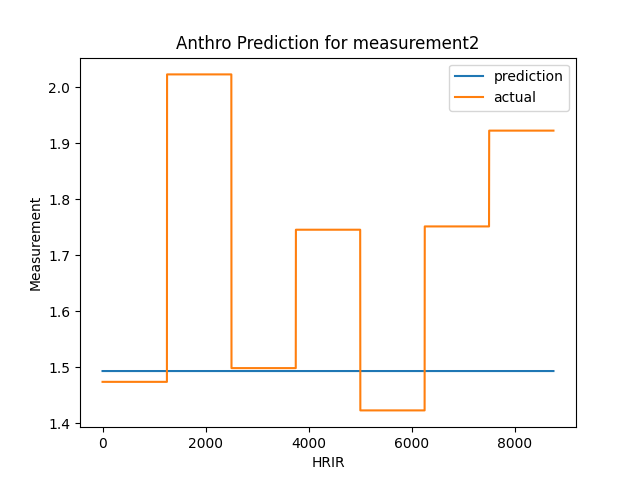 Anthro Prediction for measurement2
prediction
actual
2.0
1.9
1.8
1.7
1.6
1.5
1.4
Measurement
0
2000
4000
6000
8000
HRIR